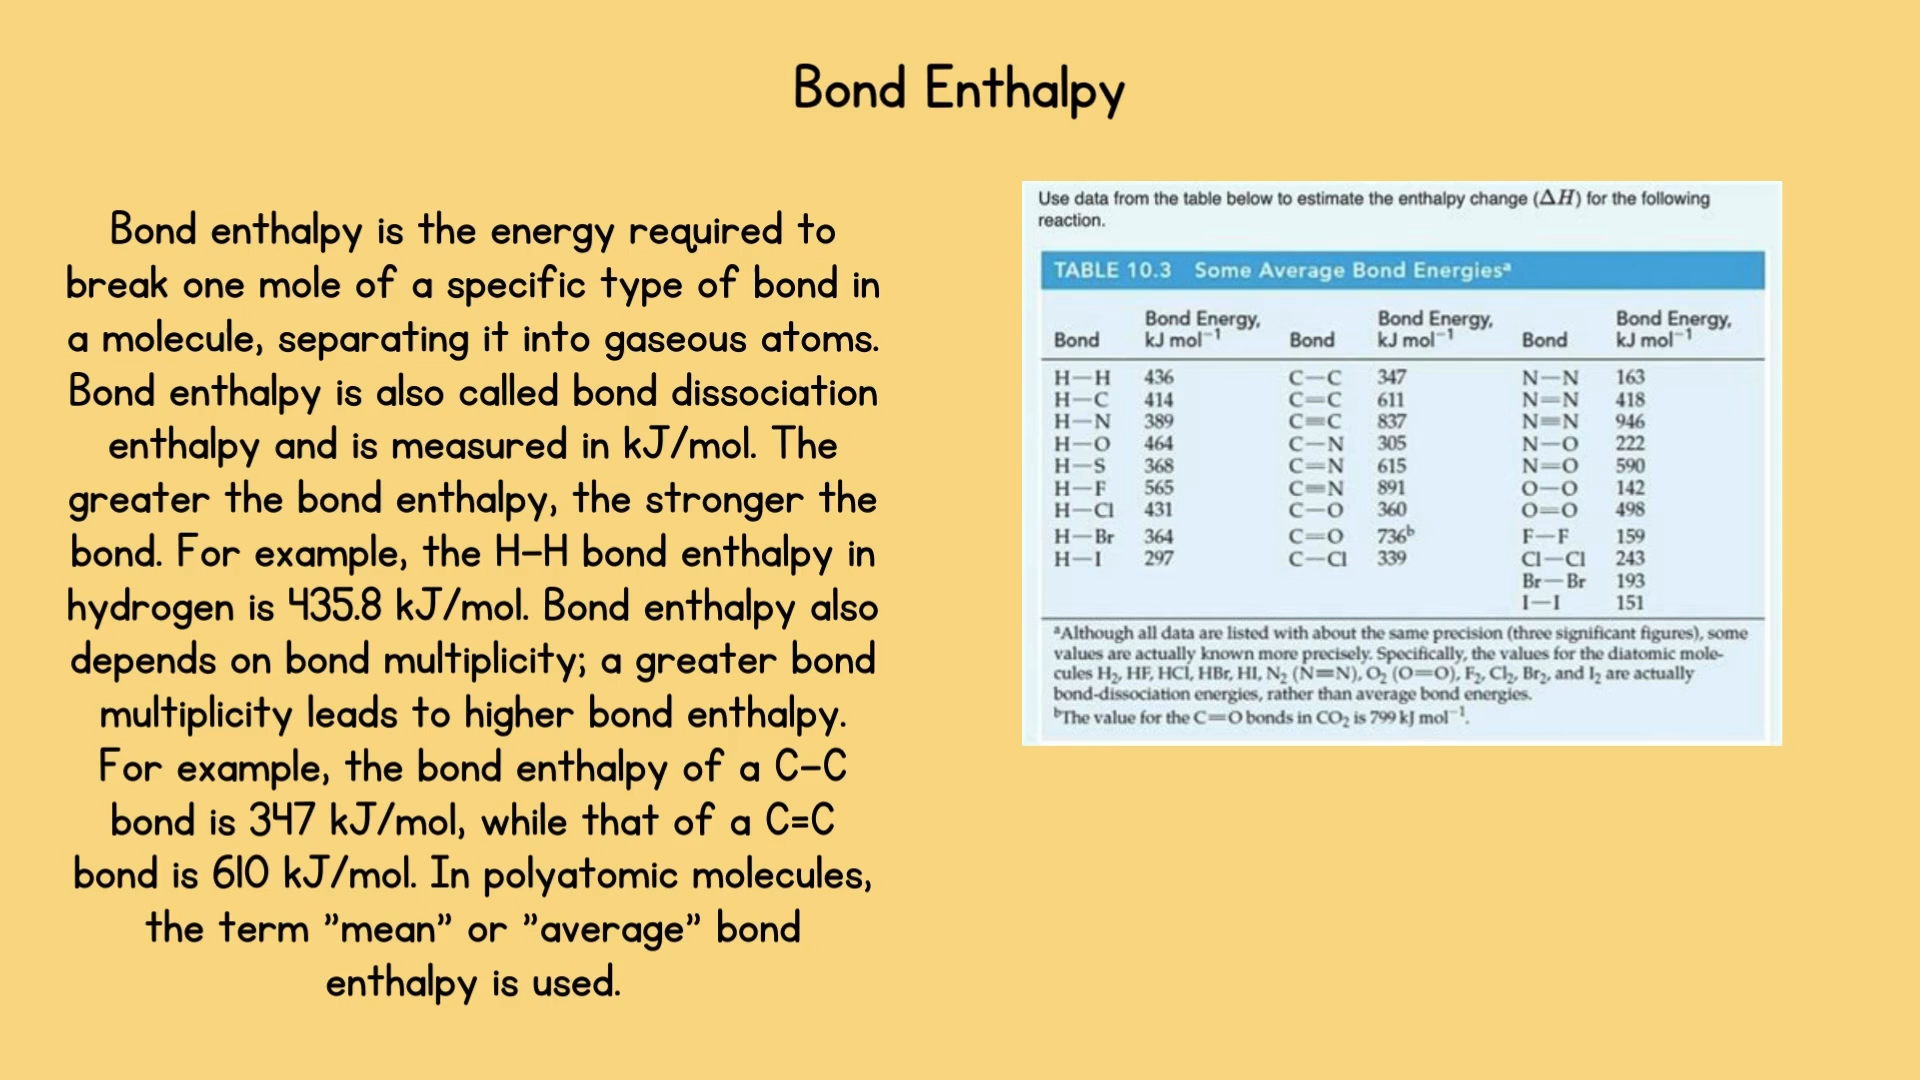 Bond Enthalpy
Bond enthalpy is the energy required to
break one mole of a specific type of bond in
a molecule, separating it into gaseous atoms.
Bond enthalpy is also called bond dissociation
enthalpy and is measured in kJ/mol. The
greater the bond enthalpy, the stronger the
bond. For example, the H–H bond enthalpy in
hydrogen is 435.8 kJ/mol. Bond enthalpy also
depends on bond multiplicity; a greater bond
multiplicity leads to higher bond enthalpy.
For example, the bond enthalpy of a C–C
bond is 347 kJ/mol, while that of a C=C
bond is 610 kJ/mol. In polyatomic molecules,
the term ”mean” or ”average” bond
enthalpy is used.
Use data from the table below to estimate the enthalpy change (ΔH) for the following
reaction.
TABLE 10.3 Some Average Bond Energiesᵃ
Bond Energy, Bond Energy, Bond Energy,
Bond kJ mol⁻¹ Bond kJ mol⁻¹ Bond kJ mol⁻¹
H—H 436 C—C 347 N—N 163
H—C 414 C=C 611 N=N 418
H—N 389 C≡C 837 N≡N 946
H—O 464 C—N 305 N—O 222
H—S 368 C=N 615 N=O 590
H—F 565 C≡N 891 O—O 142
H—Cl 431 C—O 360 O=O 498
H—Br 364 C=O 736ᵇ F—F 159
H—I 297 C—Cl 339 Cl—Cl 243
Br—Br 193
I—I 151
ᵃAlthough all data are listed with about the same precision (three significant figures), some
values are actually known more precisely. Specifically, the values for the diatomic mole-
cules H₂, HF, HCl, HBr, HI, N₂ (N≡N), O₂ (O=O), F₂, Cl₂, Br₂, and I₂ are actually
bond-dissociation energies, rather than average bond energies.
ᵇThe value for the C=O bonds in CO₂ is 799 kJ mol⁻¹.